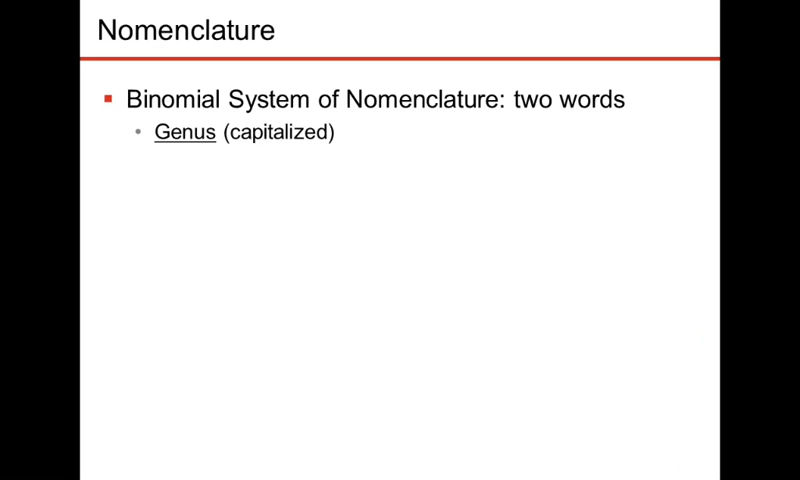 Nomenclature
Binomial System of Nomenclature: two words
Genus (capitalized)